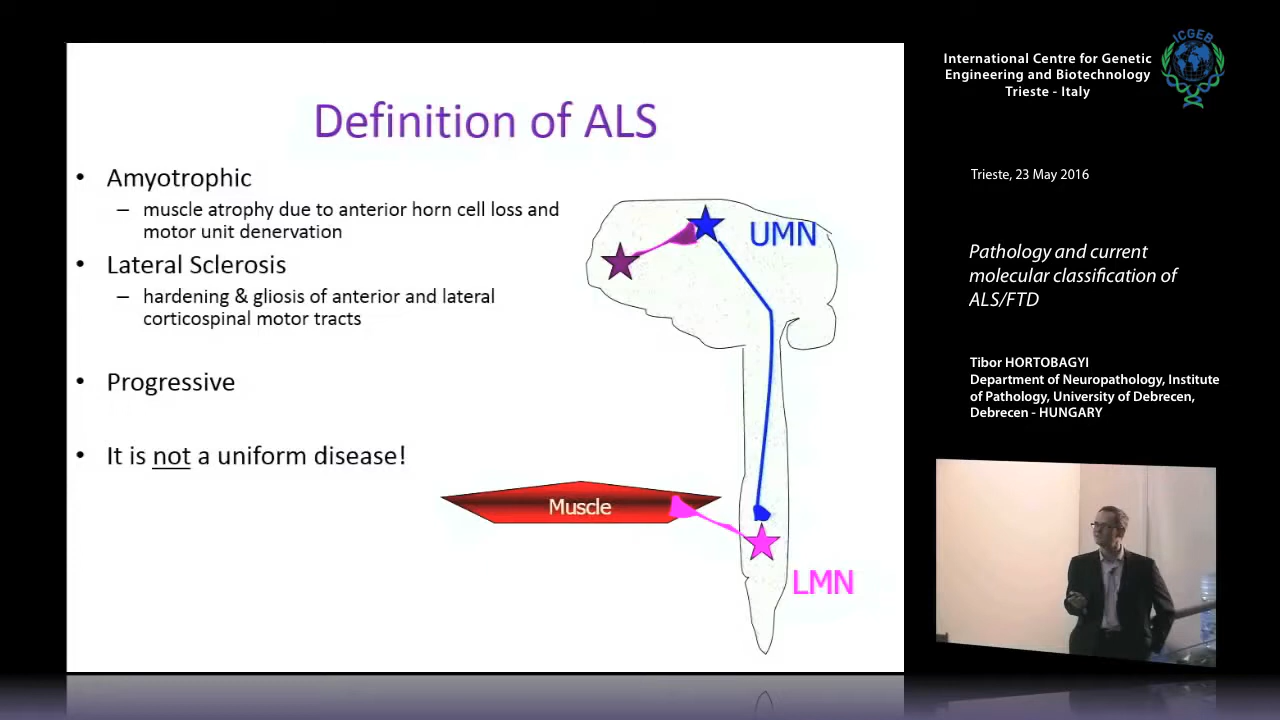 Definition of ALS
• Amyotrophic
– muscle atrophy due to anterior horn cell loss and
motor unit denervation
• Lateral Sclerosis
– hardening & gliosis of anterior and lateral
corticospinal motor tracts
• Progressive
• It is not a uniform disease!
UMN
Muscle
LMN
International Centre for Genetic
Engineering and Biotechnology
Trieste - Italy
ICGEB
Trieste, 23 May 2016
Pathology and current
molecular classification of
ALS/FTD
Tibor HORTOBAGYI
Department of Neuropathology, Institute
of Pathology, University of Debrecen,
Debrecen - HUNGARY